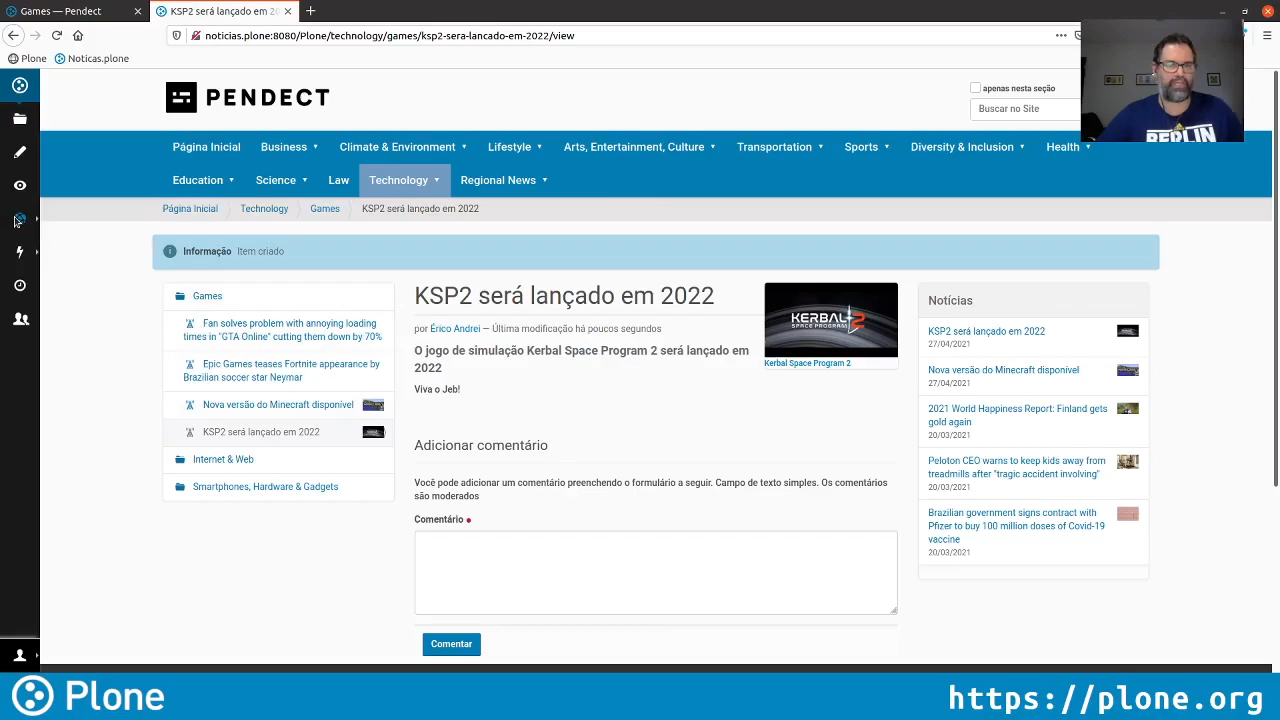 Games — Pendect
KSP2 será lançado em 20
noticias.plone:8080/Plone/technology/games/ksp2-sera-lancado-em-2022/view
Plone
Noticas.plone
PENDECT
apenas nesta seção
Buscar no Site
Página Inicial Business Climate & Environment Lifestyle Arts, Entertainment, Culture Transportation Sports Diversity & Inclusion Health
Education Science Law Technology Regional News
Página Inicial Technology Games KSP2 será lançado em 2022
Informação Item criado
Games
Fan solves problem with annoying loading
times in "GTA Online" cutting them down by 70%
Epic Games teases Fortnite appearance by
Brazilian soccer star Neymar
Nova versão do Minecraft disponível
KSP2 será lançado em 2022
Internet & Web
Smartphones, Hardware & Gadgets
KSP2 será lançado em 2022
por Érico Andrei — Última modificação há poucos segundos
O jogo de simulação Kerbal Space Program 2 será lançado em
2022
Viva o Jeb!
KERBAL 2
SPACE PROGRAM
Kerbal Space Program 2
Adicionar comentário
Você pode adicionar um comentário preenchendo o formulário a seguir. Campo de texto simples. Os comentários
são moderados
Comentário
Comentar
Notícias
KSP2 será lançado em 2022
27/04/2021
Nova versão do Minecraft disponível
27/04/2021
2021 World Happiness Report: Finland gets
gold again
20/03/2021
Peloton CEO warns to keep kids away from
treadmills after "tragic accident involving"
20/03/2021
Brazilian government signs contract with
Pfizer to buy 100 million doses of Covid-19
vaccine
20/03/2021
BERLIN
Plone
https://plone.org